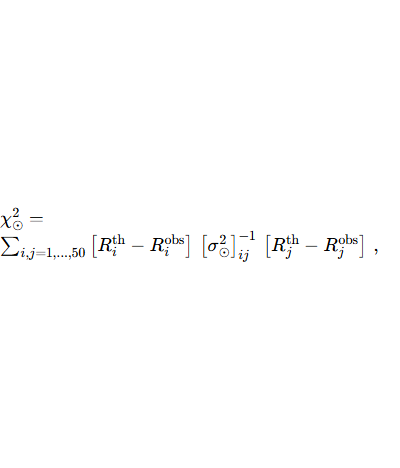 χ²_⊙ =
∑_{i,j=1,...,50} [R_i^{th} − R_i^{obs}] [σ²_⊙]_{ij}^{−1} [R_j^{th} − R_j^{obs}] ,